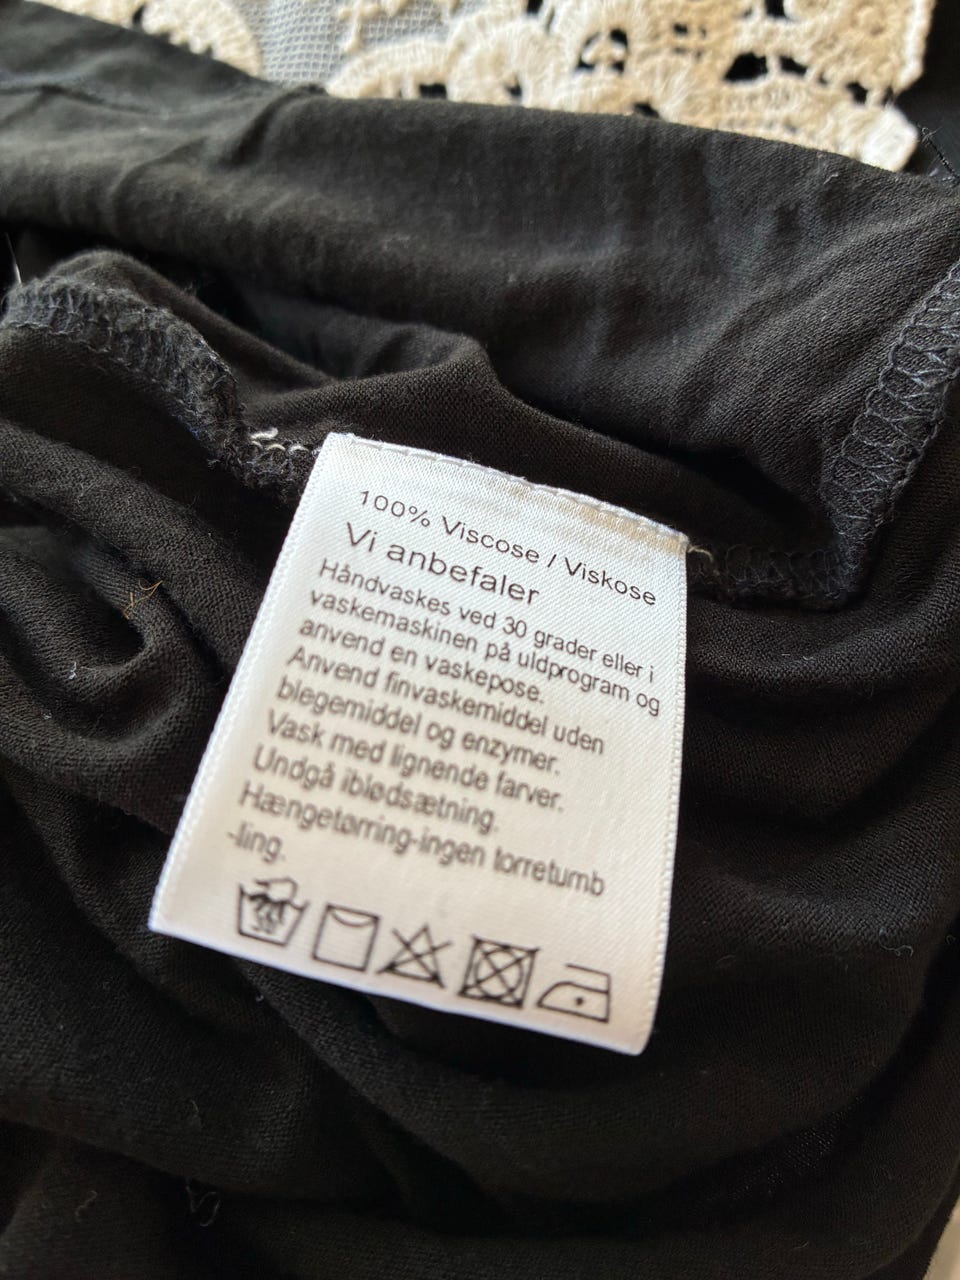 100% Viscose / Viskose
Vi anbefaler
Håndvaskes ved 30 grader eller i
vaskemaskinen på uldprogram og
anvend en vaskepose.
Anvend finvaskemiddel uden
blegemiddel og enzymer.
Vask med lignende farver.
Undgå iblødsætning.
Hængetørring-ingen torretumb
-ling.
30°